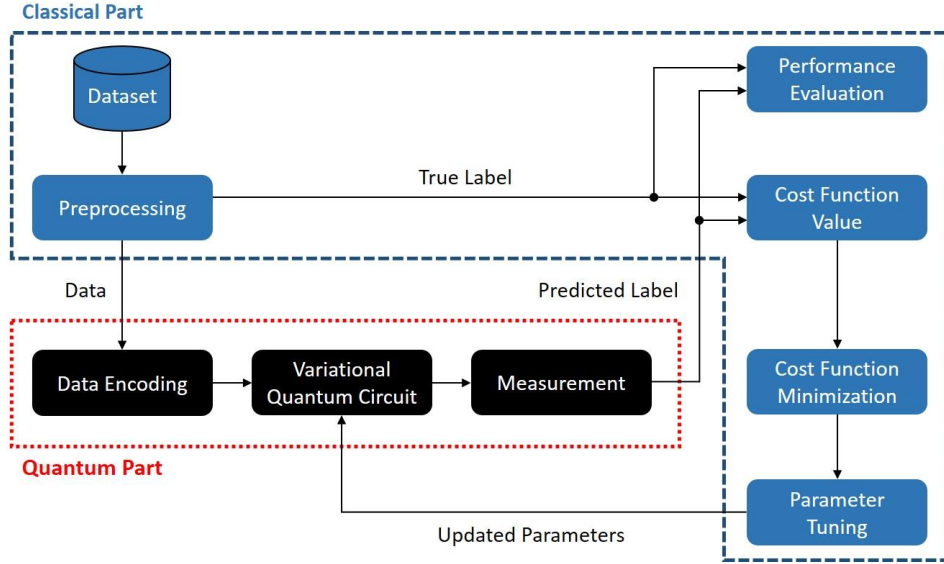 Classical Part
Dataset
Performance
Evaluation
True Label
Preprocessing
Cost Function
Value
Data
Predicted Label
Data Encoding
Variational
Quantum Circuit
Measurement
Cost Function
Minimization
Quantum Part
Parameter
Tuning
Updated Parameters